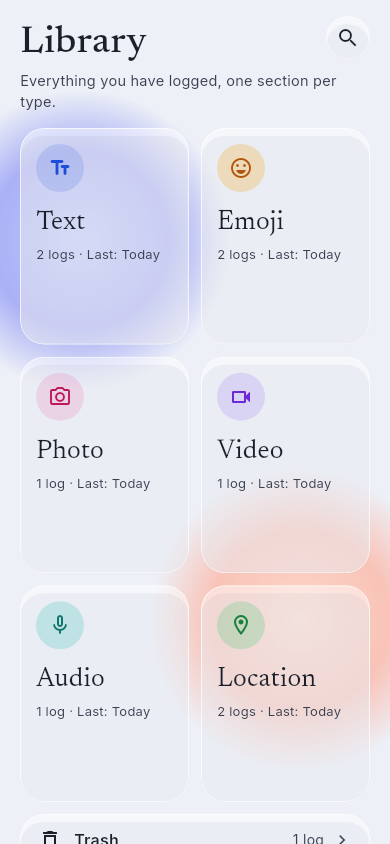 Library
Everything you have logged, one section per
type.
Text
2 logs · Last: Today
Emoji
2 logs · Last: Today
Photo
1 log · Last: Today
Video
1 log · Last: Today
Audio
1 log · Last: Today
Location
2 logs · Last: Today
Trash
1 log